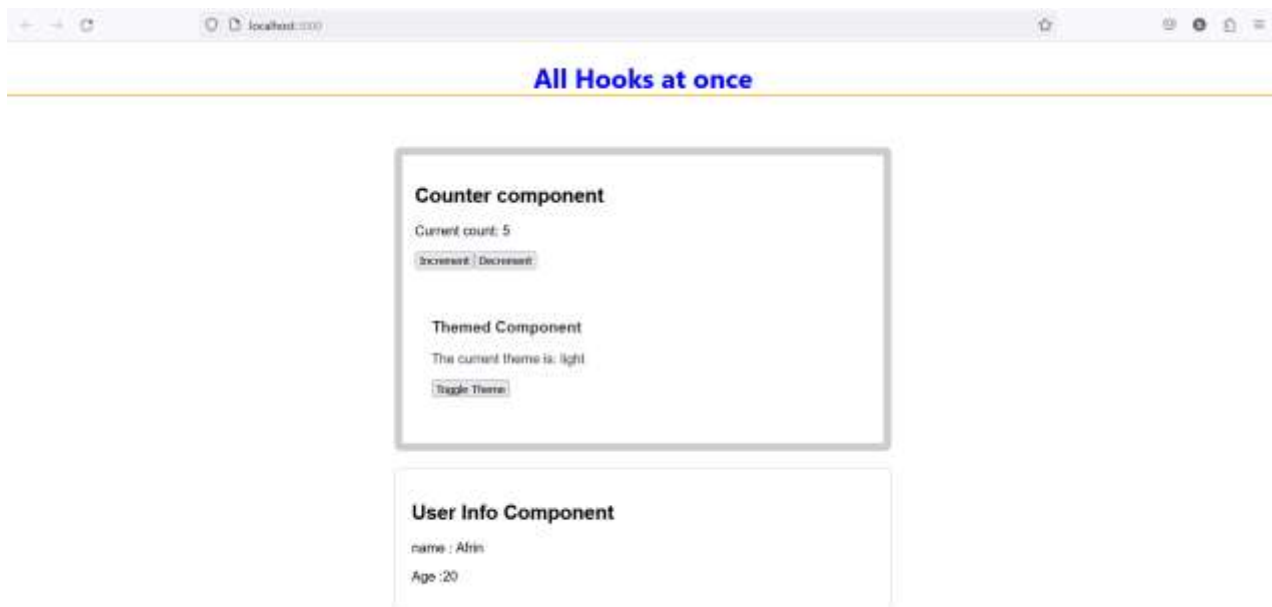 localhost:3000
All Hooks at once
Counter component
Current count: 5
Increment Decrement
Themed Component
The current theme is: light
Toggle Theme
User Info Component
name : Afrin
Age :20